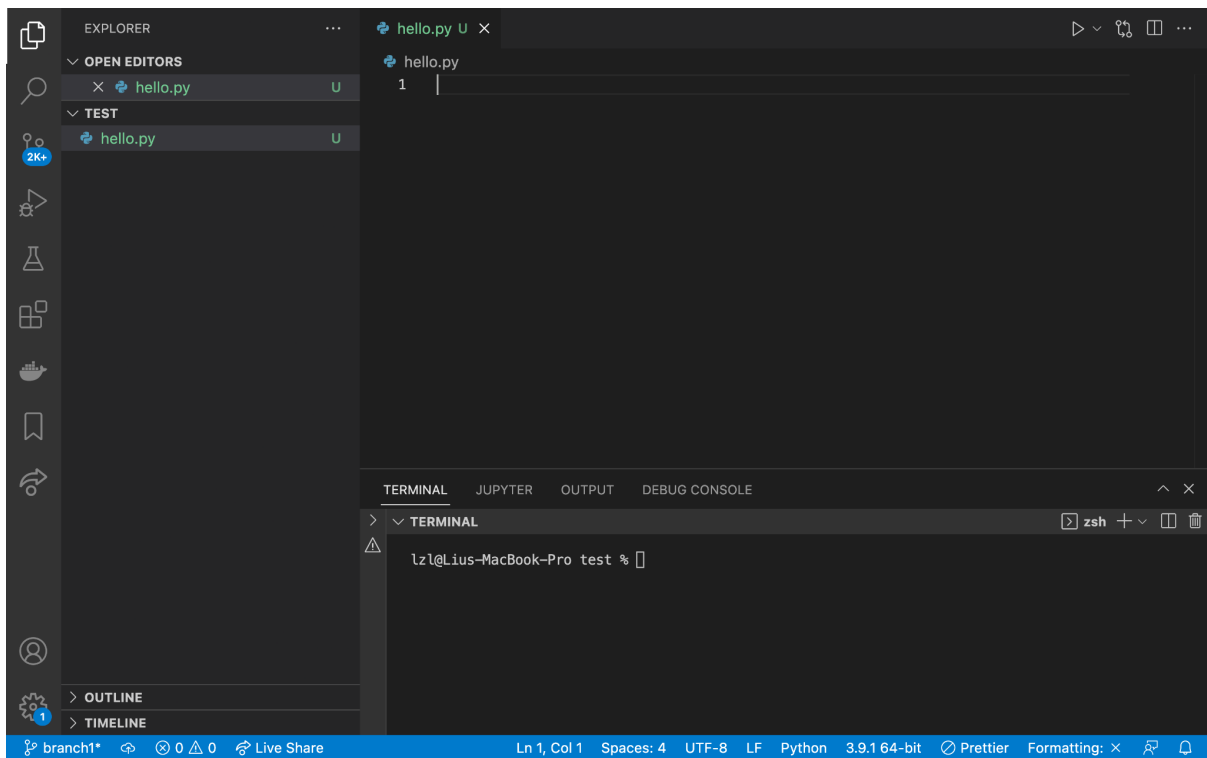 EXPLORER
OPEN EDITORS
hello.py U
TEST
hello.py U
2K+
OUTLINE
TIMELINE
1
hello.py U
hello.py
1
TERMINAL JUPYTER OUTPUT DEBUG CONSOLE
TERMINAL
zsh
lzl@Lius-MacBook-Pro test %
branch1* 0 0 Live Share Ln 1, Col 1 Spaces: 4 UTF-8 LF Python 3.9.1 64-bit Prettier Formatting: ×